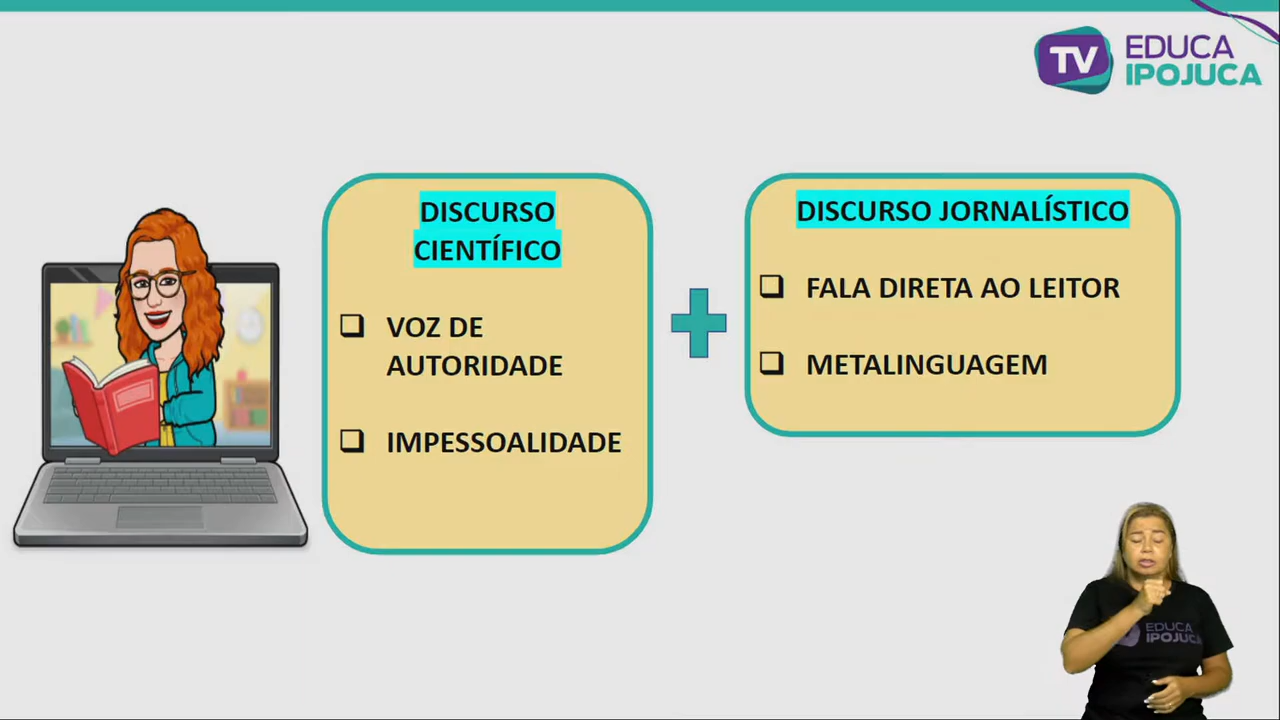 TV EDUCA
IPOJUCA
DISCURSO
CIENTÍFICO
VOZ DE
AUTORIDADE
IMPESSOALIDADE
DISCURSO JORNALÍSTICO
FALA DIRETA AO LEITOR
METALINGUAGEM
EDUCA
IPOJUCA